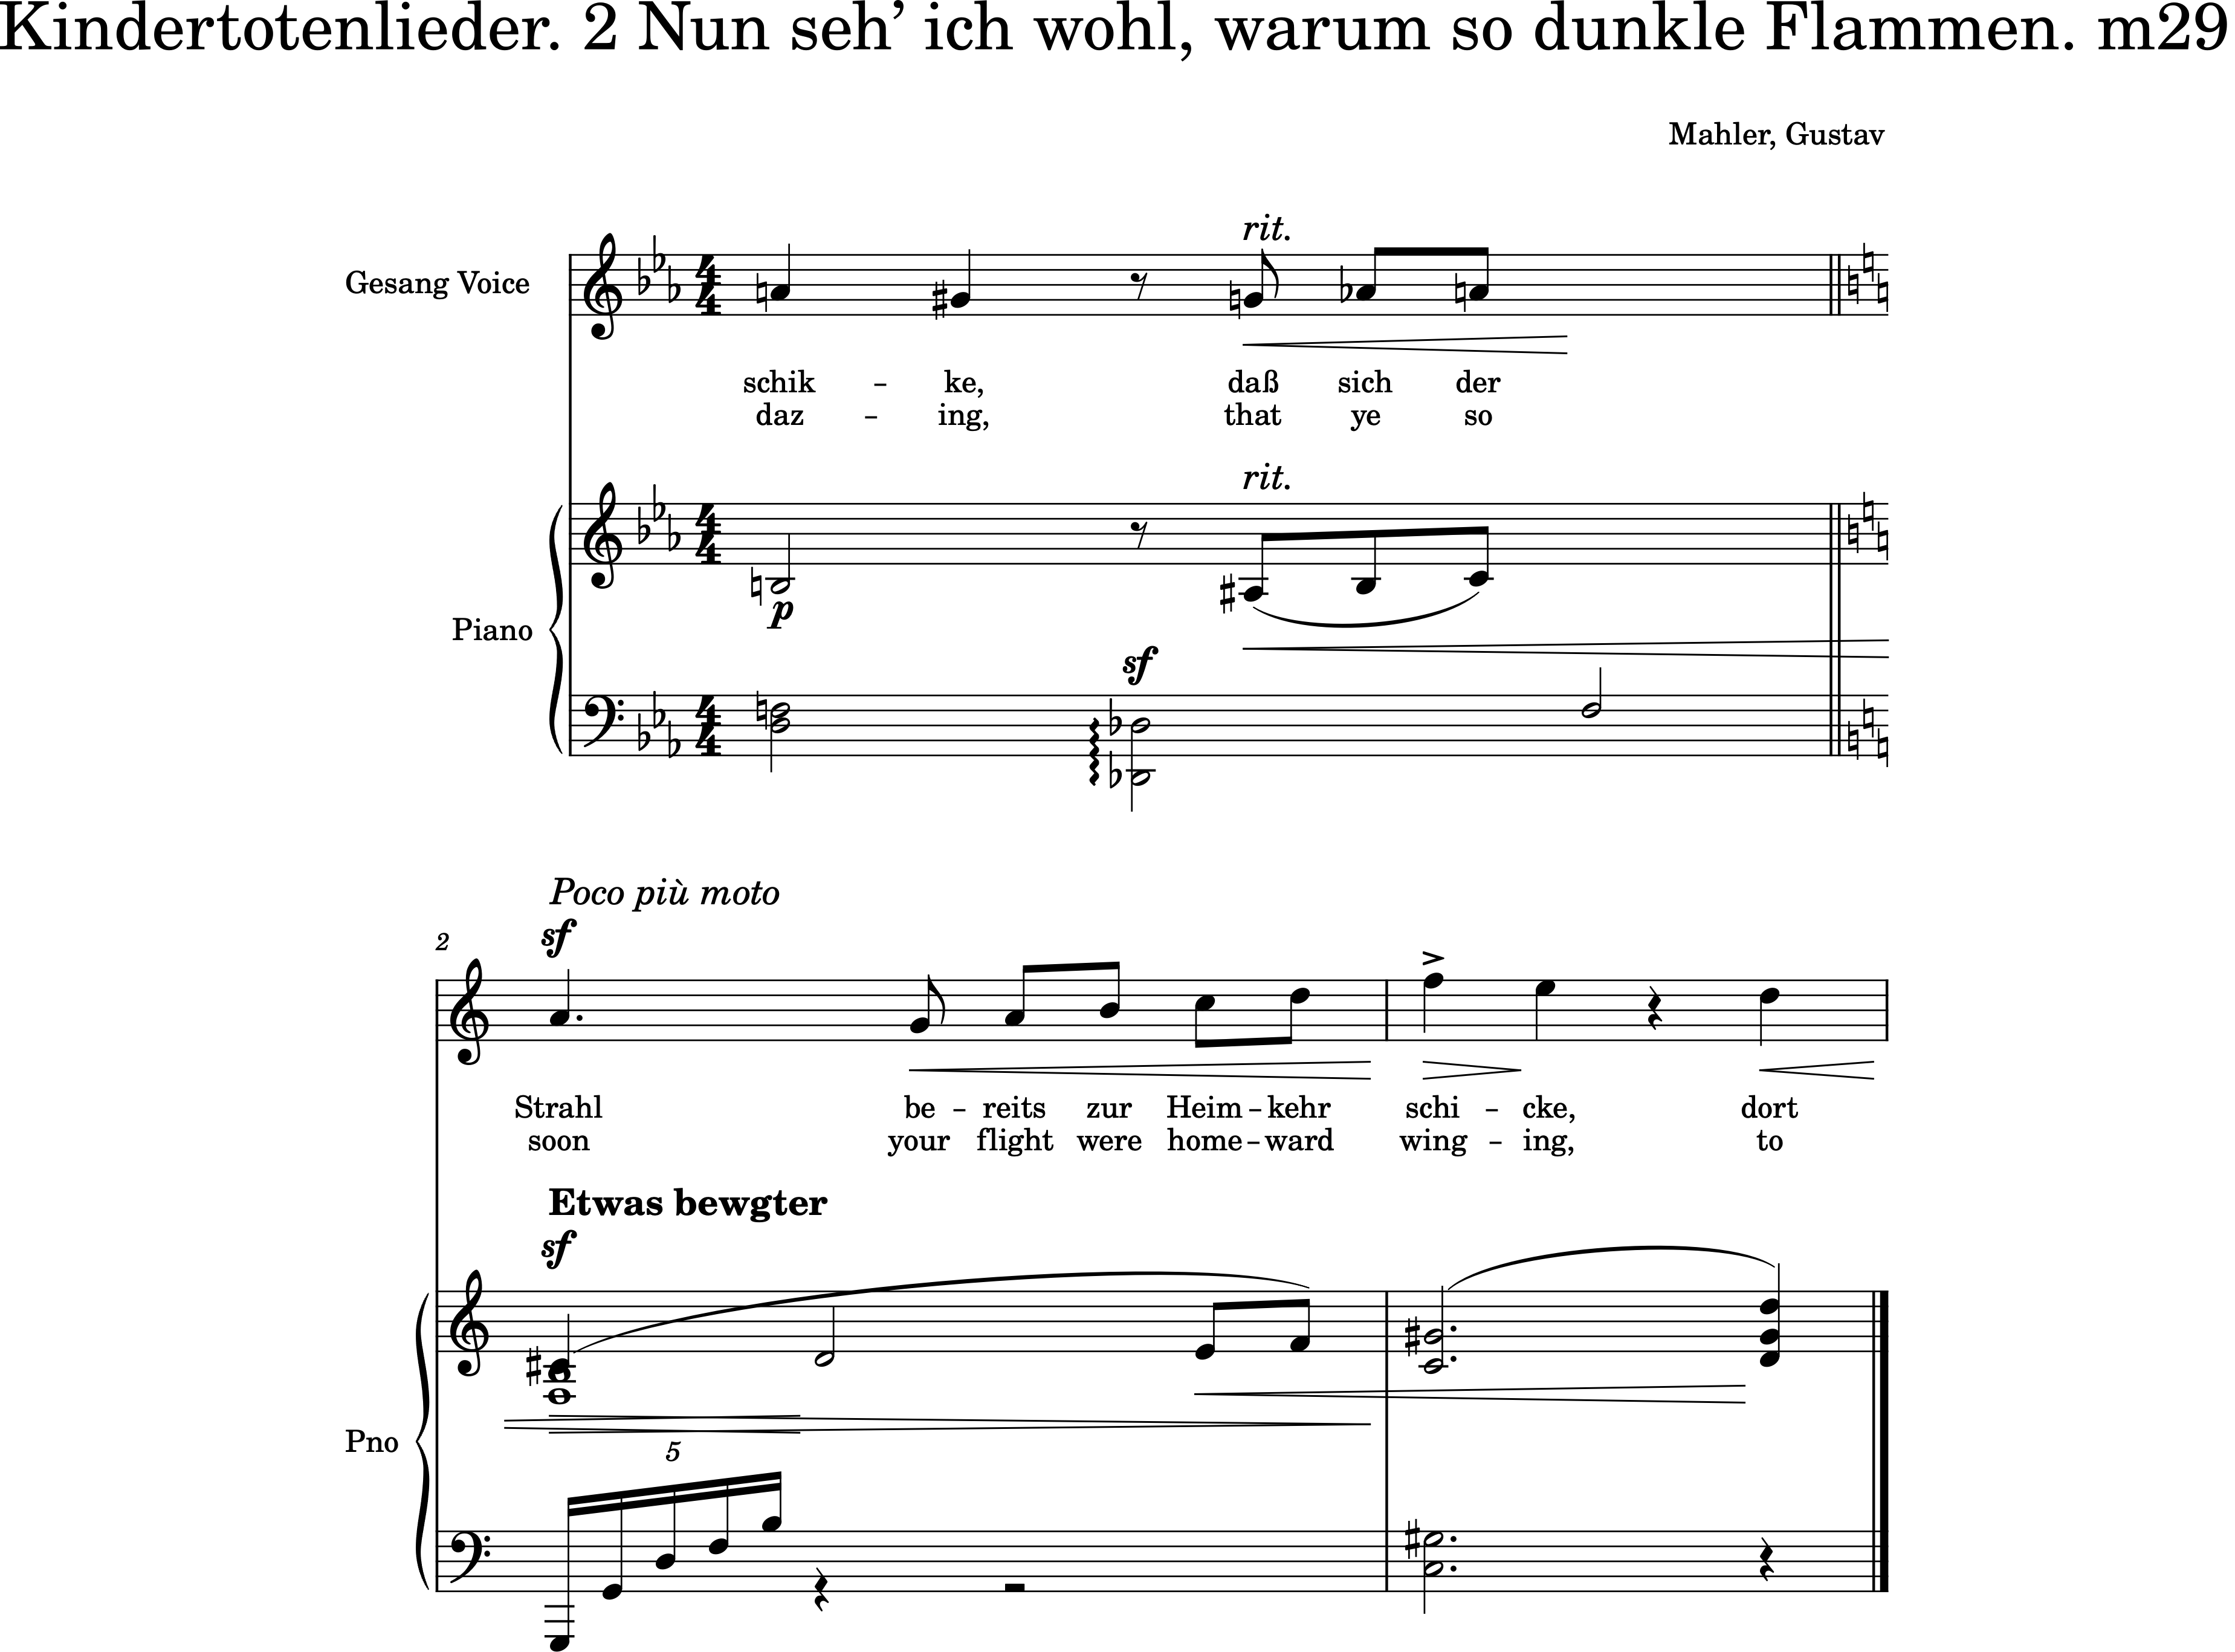 Kindertotenlieder. 2 Nun seh’ ich wohl, warum so dunkle Flammen. m29
Mahler, Gustav
rit.
Gesang Voice
schik – ke, daß sich der
daz – ing, that ye so
rit.
p
Piano
sf
Poco più moto
sf
2
Strahl be – reits zur Heim – kehr schi – cke, dort
soon your flight were home – ward wing – ing, to
Etwas bewgter
sf
Pno
5